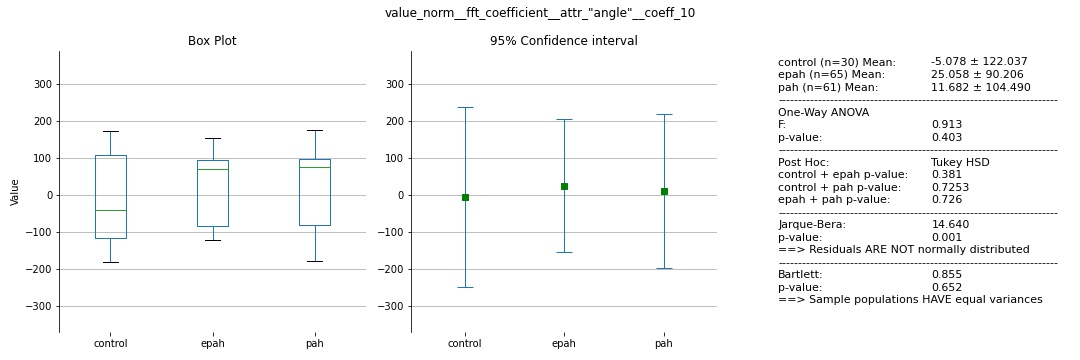 value_norm__fft_coefficient__attr_"angle"__coeff_10
Box Plot
Value
300
200
100
0
−100
−200
−300
control epah pah
95% Confidence interval
300
200
100
0
−100
−200
−300
control epah pah
control (n=30) Mean: -5.078 ± 122.037
epah (n=65) Mean: 25.058 ± 90.206
pah (n=61) Mean: 11.682 ± 104.490
One-Way ANOVA
F: 0.913
p-value: 0.403
Post Hoc: Tukey HSD
control + epah p-value: 0.381
control + pah p-value: 0.7253
epah + pah p-value: 0.726
Jarque-Bera: 14.640
p-value: 0.001
==> Residuals ARE NOT normally distributed
Bartlett: 0.855
p-value: 0.652
==> Sample populations HAVE equal variances